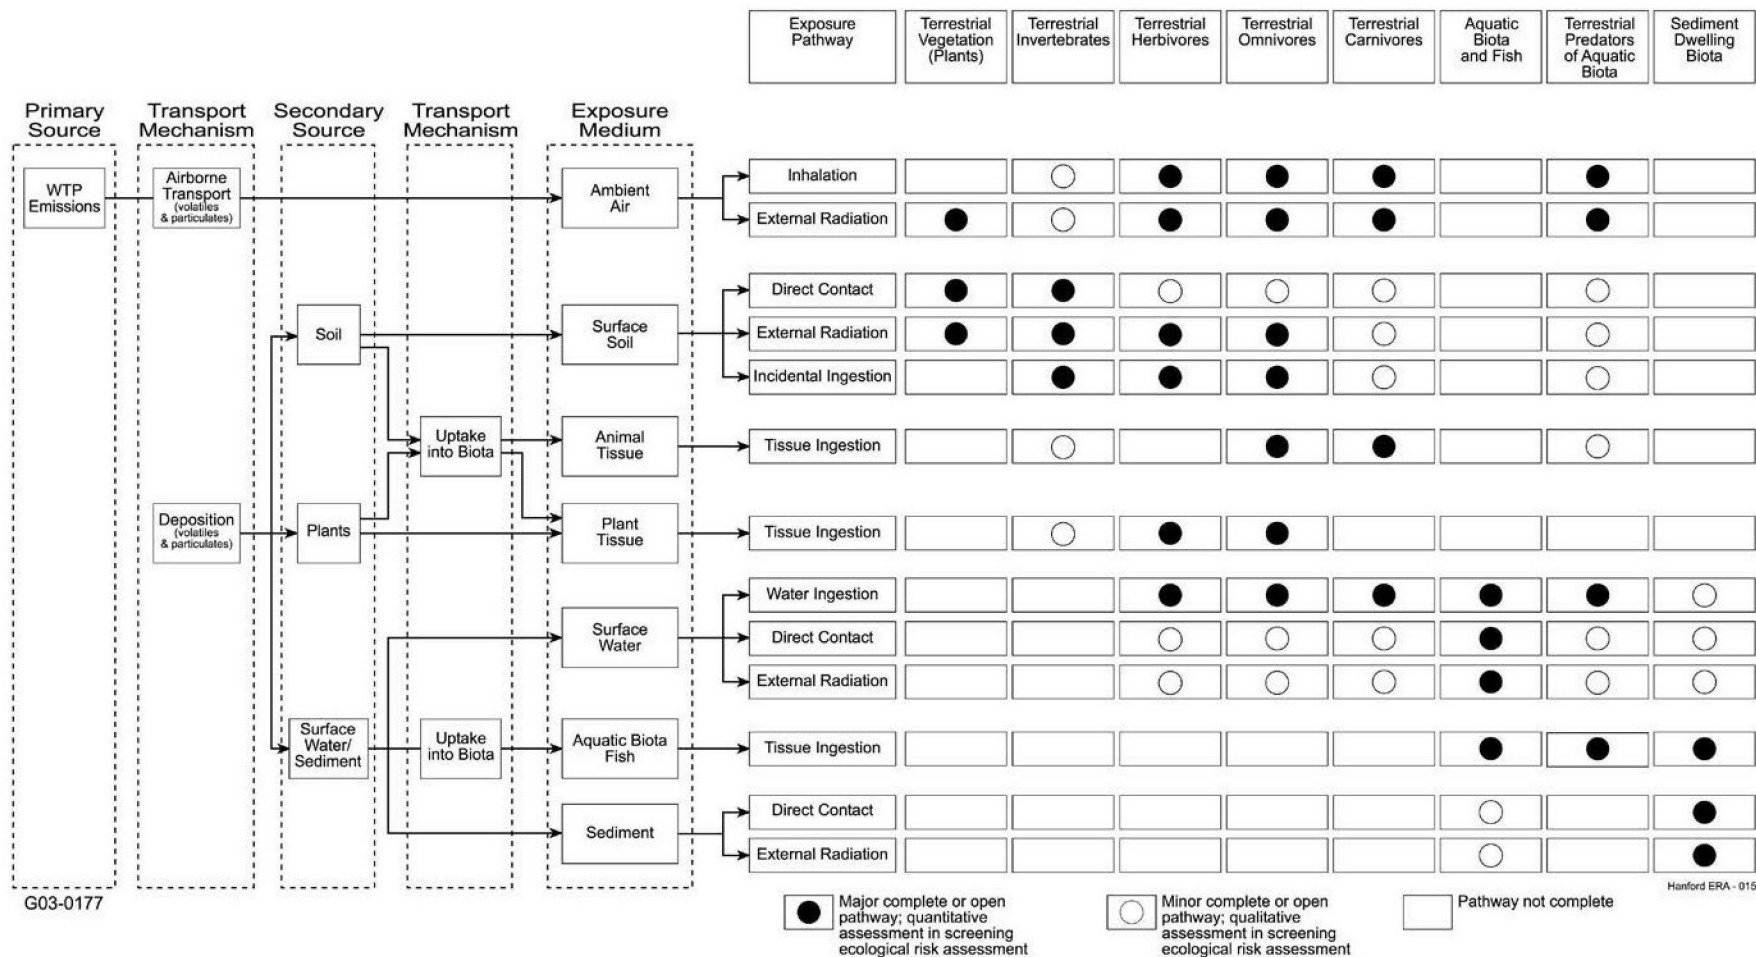 Exposure
Pathway
Terrestrial
Vegetation
(Plants)
Terrestrial
Invertebrates
Terrestrial
Herbivores
Terrestrial
Omnivores
Terrestrial
Carnivores
Aquatic
Biota
and Fish
Terrestrial
Predators
of Aquatic
Biota
Sediment
Dwelling
Biota
Primary
Source
Transport
Mechanism
Secondary
Source
Transport
Mechanism
Exposure
Medium
WTP
Emissions
Airborne
Transport
(volatiles
& particulates)
Ambient
Air
Inhalation
External Radiation
Soil
Surface
Soil
Direct Contact
External Radiation
Incidental Ingestion
Uptake
into Biota
Animal
Tissue
Tissue Ingestion
Deposition
(volatiles
& particulates)
Plants
Plant
Tissue
Tissue Ingestion
Surface
Water
Water Ingestion
Direct Contact
External Radiation
Surface
Water/
Sediment
Uptake
into Biota
Aquatic Biota
Fish
Tissue Ingestion
Sediment
Direct Contact
External Radiation
Hanford ERA - 015
G03-0177
Major complete or open
pathway; quantitative
assessment in screening
ecological risk assessment
Minor complete or open
pathway; qualitative
assessment in screening
ecological risk assessment
Pathway not complete